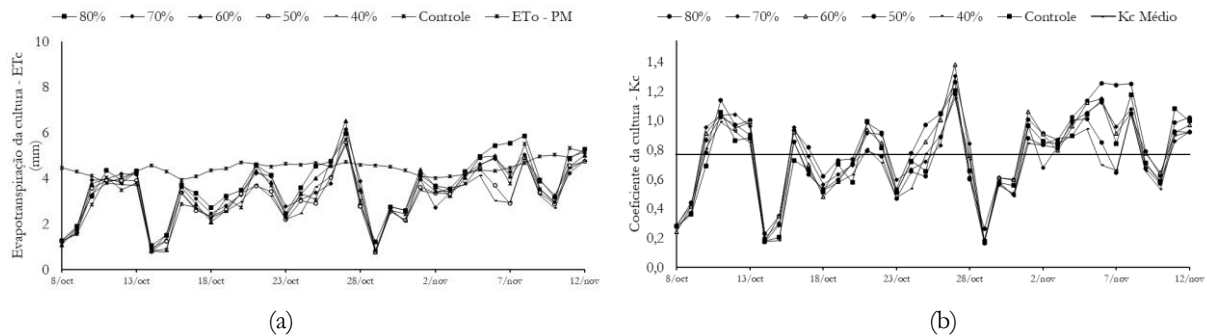 (a)
80% 70% 60% 50% 40% Controle ETo - PM
Evapotranspiração da cultura - ETc
(mm)
10
8
6
4
2
0
8/oct 13/oct 18/oct 23/oct 28/oct 2/nov 7/nov 12/nov
(a)
(b)
80% 70% 60% 50% 40% Controle Kc Médio
Coeficiente da cultura - Kc
1,4
1,2
1,0
0,8
0,6
0,4
0,2
0,0
8/oct 13/oct 18/oct 23/oct 28/oct 2/nov 7/nov 12/nov
(b)